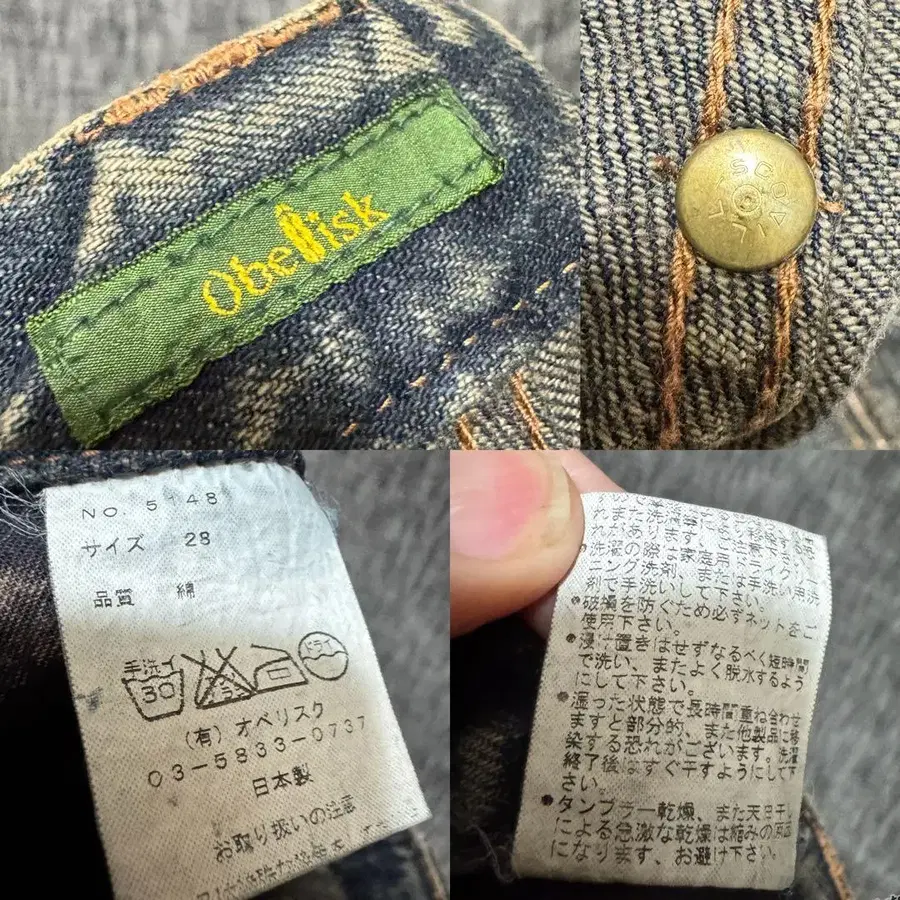 Obelisk
NO. 5148
サイズ 28
品質 綿
手洗イ
30
エンソ
サラシ
ドライ
(有)オベリスク
03-5833-0737
日本製
お取り扱いの注意
洗濯の際は家庭用ドライクリー
ニング洗剤、または手洗い用洗
剤で手洗いして下さい。
●破損を防ぐため必ずネットをご
使用下さい。
●浸け置きはせずなるべく短時間
で洗い、またよく脱水するよう
にして下さい。
●湿った状態で長時間重ね合わせ
ますと部分的、また他製品に移
染する恐れがございます。洗濯
終了後はすぐ干すようにして下
さい。
●タンブラー乾燥、また天日干し
による急激な乾燥は縮みの原因
になります、お避け下さい。